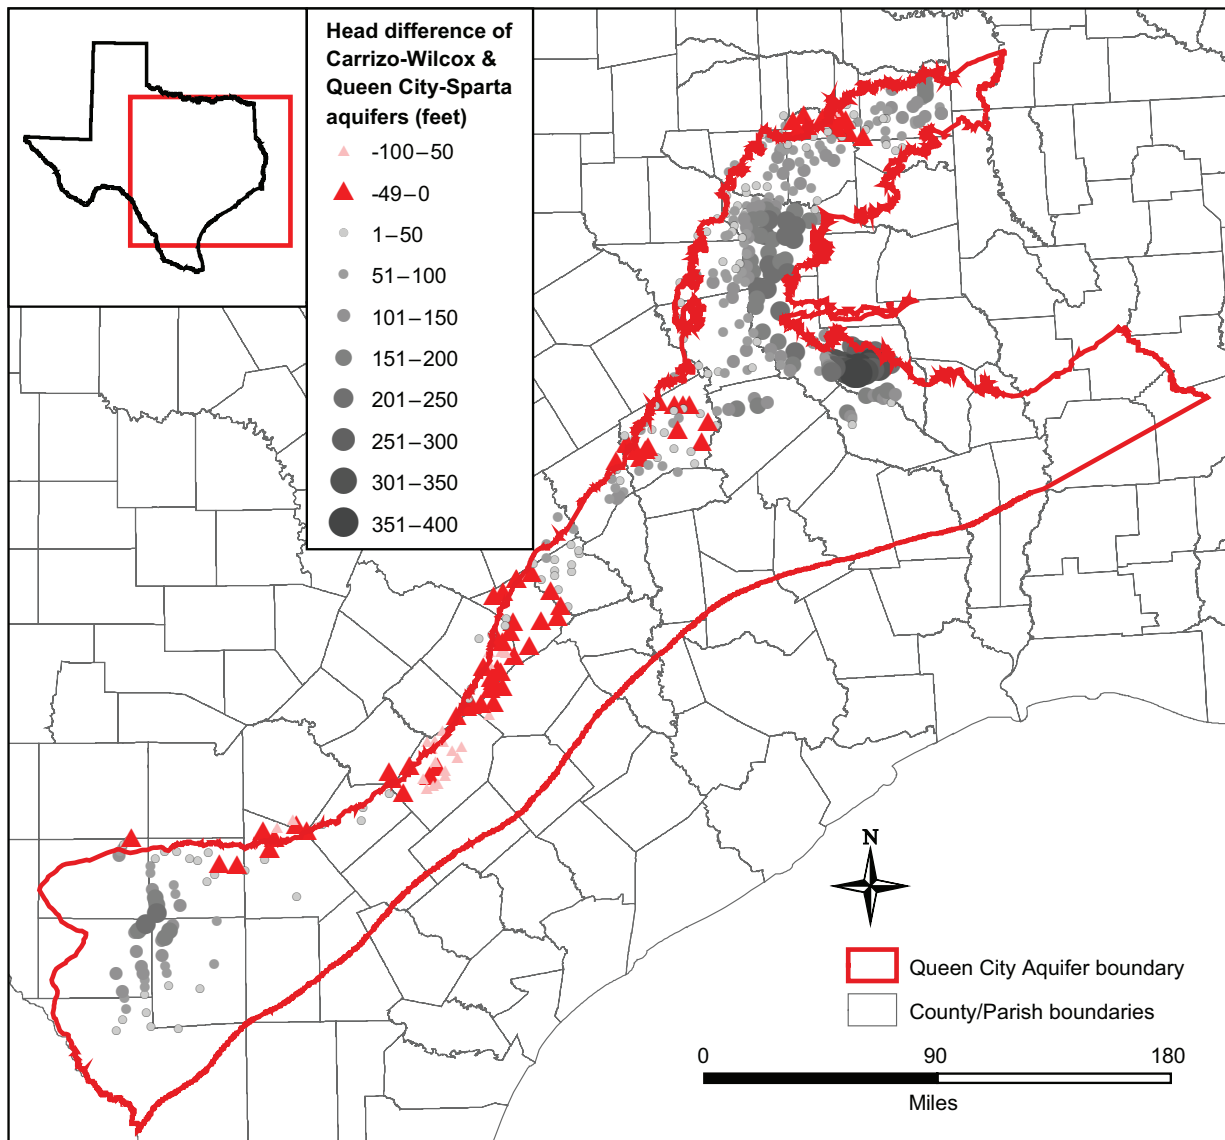 Head difference of
Carrizo-Wilcox &
Queen City-Sparta
aquifers (feet)
-100–50
-49–0
1–50
51–100
101–150
151–200
201–250
251–300
301–350
351–400
N
Queen City Aquifer boundary
County/Parish boundaries
0 90 180
Miles